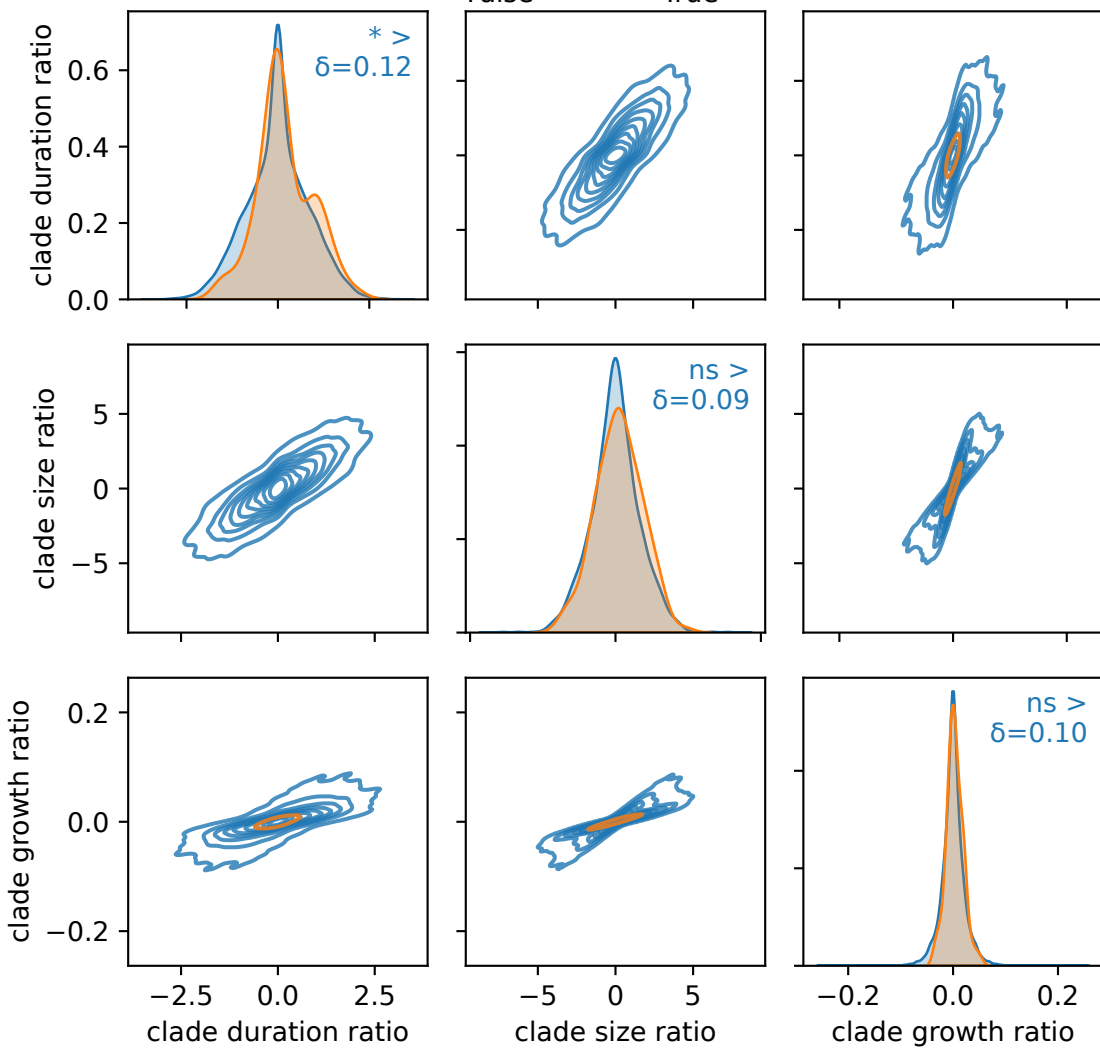 * >
δ=0.12
clade duration ratio
0.6
0.4
0.2
0.0
ns >
δ=0.09
clade size ratio
5
0
−5
ns >
δ=0.10
clade growth ratio
0.2
0.0
−0.2
−2.5 0.0 2.5 −5 0 5 −0.2 0.0 0.2
clade duration ratio clade size ratio clade growth ratio